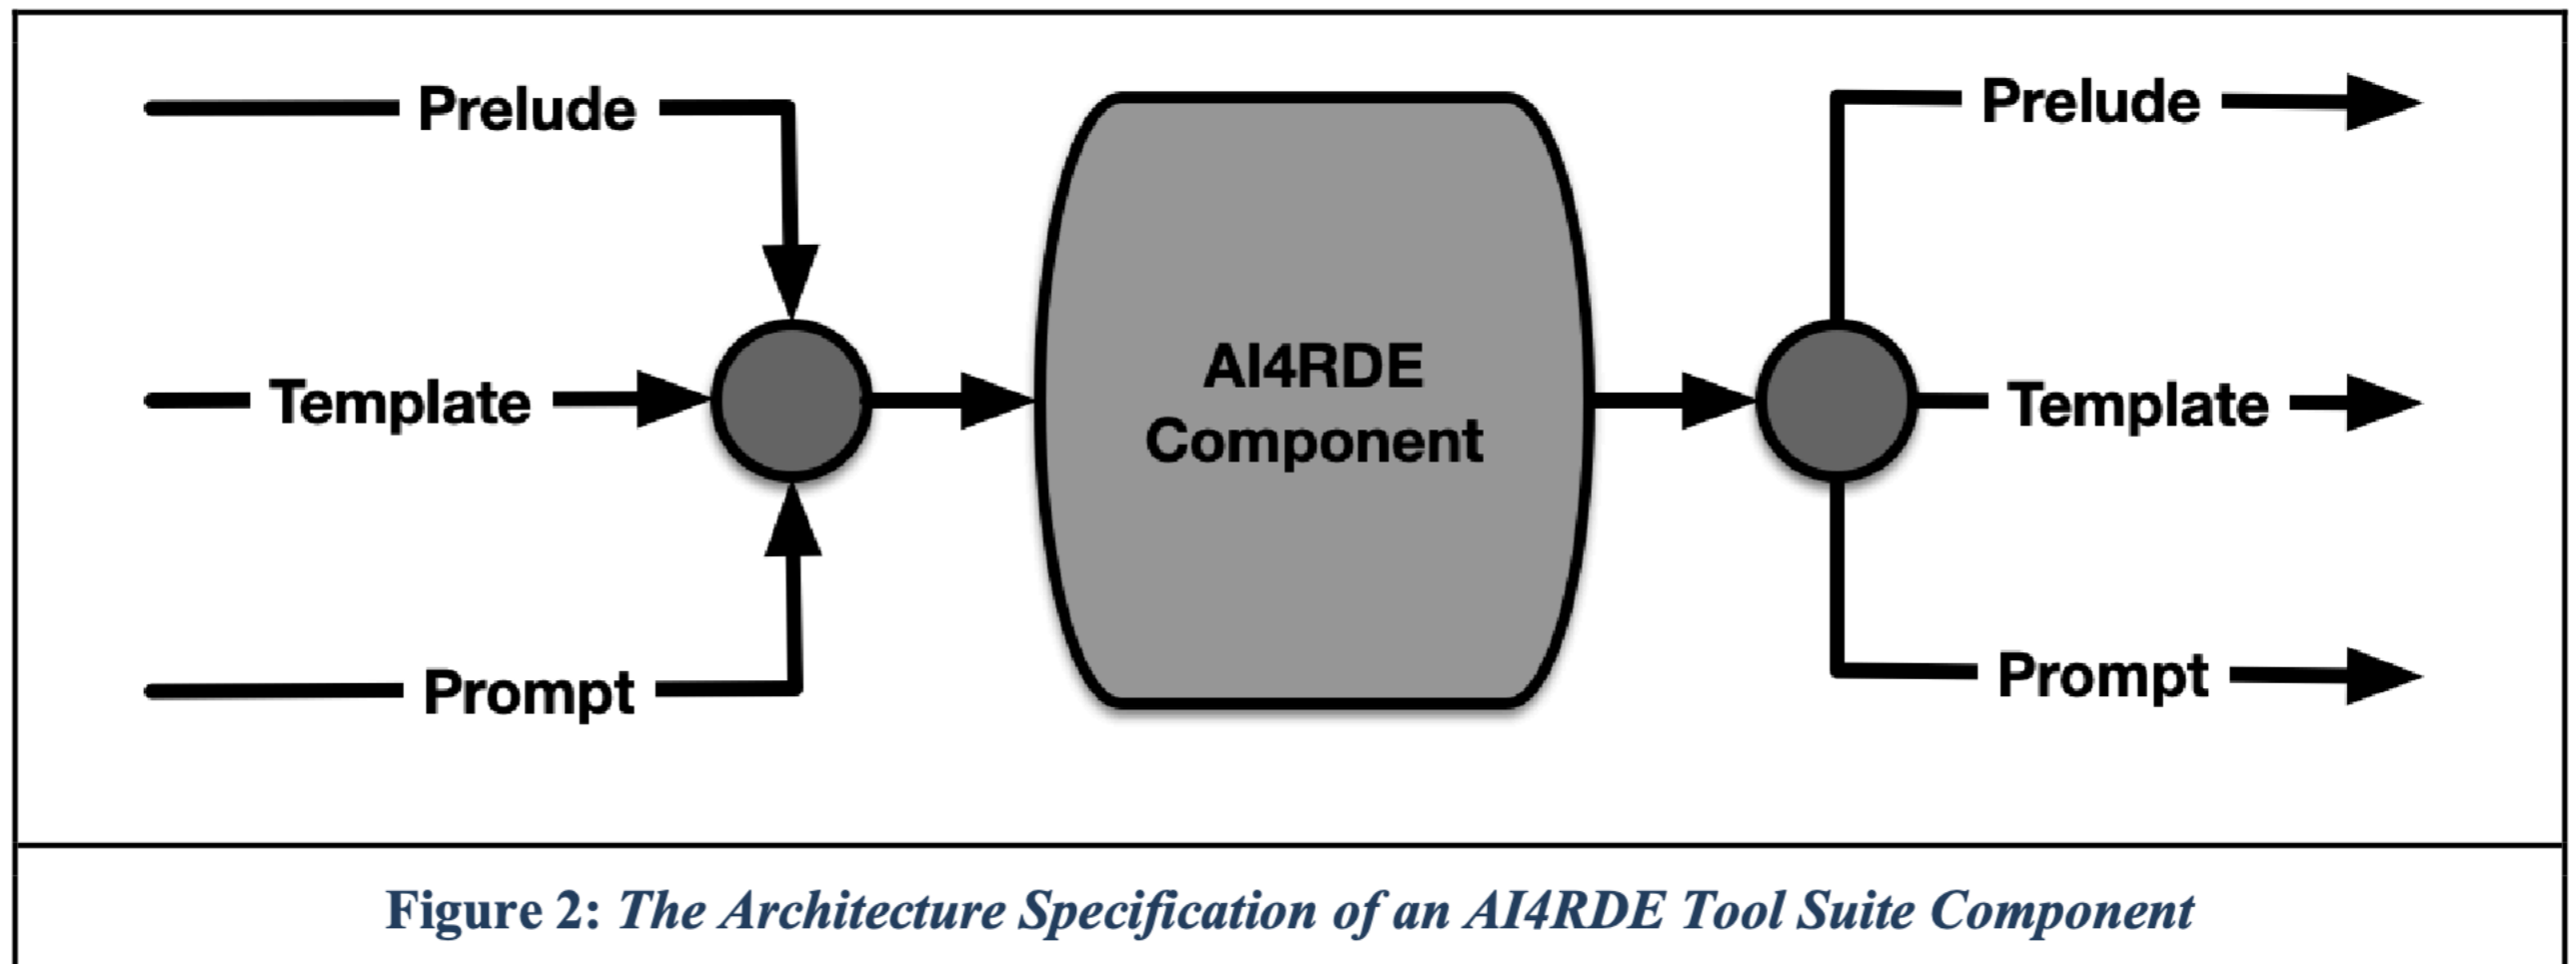 Prelude
Template
Prompt
AI4RDE
Component
Prelude
Template
Prompt
Figure 2: The Architecture Specification of an AI4RDE Tool Suite Component